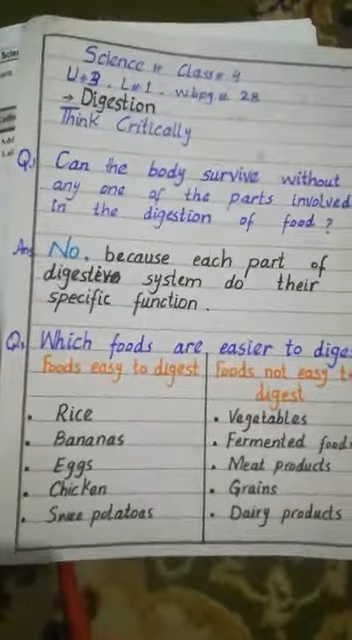 Science # Class # 4
U # 3 . L # 1 . wbpg # 28
→ Digestion
Think Critically
Q: Can the body survive without
any one of the parts involved
in the digestion of food ?
Ans No, because each part of
digestive system do their
specific function .
Q: Which foods are easier to dige
Foods easy to digest Foods not easy t
digest
• Rice • Vegatables
• Bananas • Fermented food
• Eggs • Meat products
• Chicken • Grains
• potatoes • Dairy products